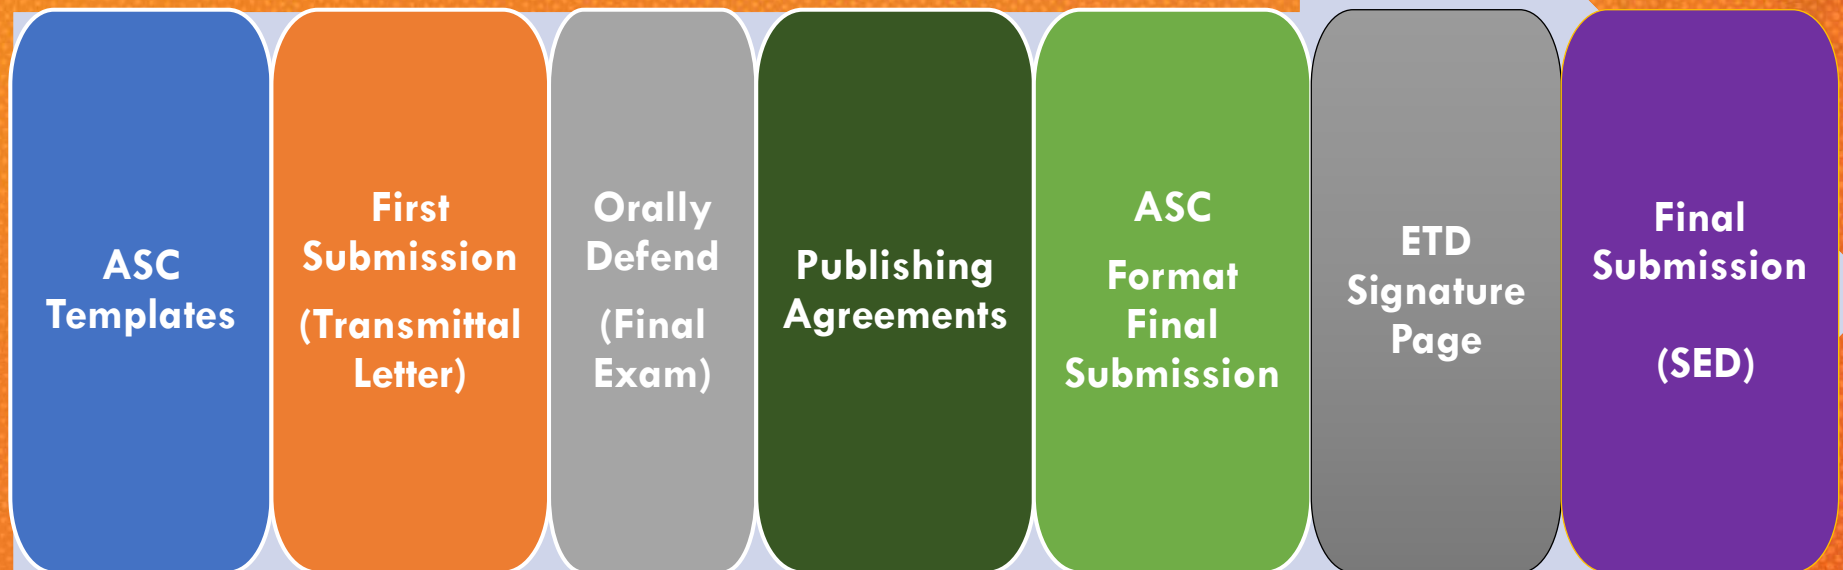 ASC
Templates
First
Submission
(Transmittal
Letter)
Orally
Defend
(Final
Exam)
Publishing
Agreements
ASC
Format
Final
Submission
ETD
Signature
Page
Final
Submission
(SED)